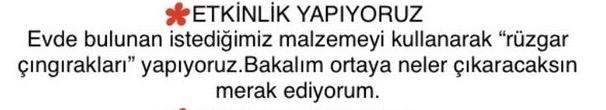 ETKİNLİK YAPIYORUZ
Evde bulunan istediğimiz malzemeyi kullanarak “rüzgar
çıngırakları” yapıyoruz.Bakalım ortaya neler çıkaracaksın
merak ediyorum.